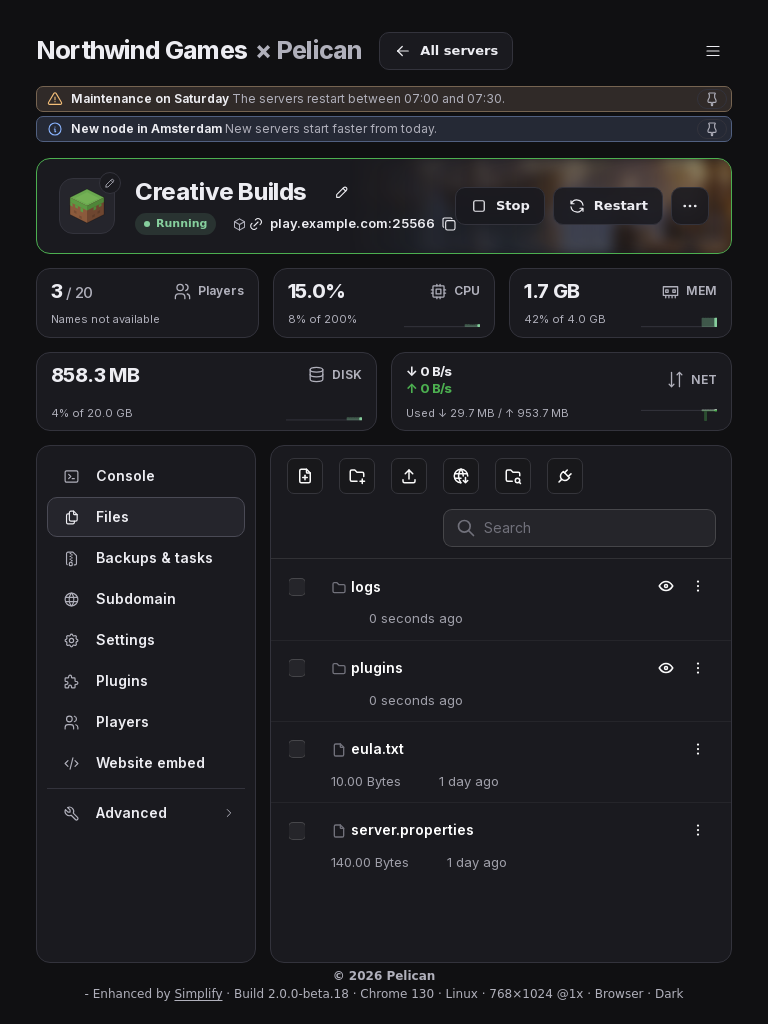 Northwind Games × Pelican
All servers
Maintenance on Saturday The servers restart between 07:00 and 07:30.
New node in Amsterdam New servers start faster from today.
Creative Builds
Running
play.example.com:25566
Stop
Restart
3 / 20
Players
Names not available
15.0%
CPU
8% of 200%
1.7 GB
MEM
42% of 4.0 GB
858.3 MB
DISK
4% of 20.0 GB
↓ 0 B/s
↑ 0 B/s
NET
Used ↓ 29.7 MB / ↑ 953.7 MB
Console
Files
Backups & tasks
Subdomain
Settings
Plugins
Players
Website embed
Advanced
Search
logs
0 seconds ago
plugins
0 seconds ago
eula.txt
10.00 Bytes 1 day ago
server.properties
140.00 Bytes 1 day ago
© 2026 Pelican
- Enhanced by Simplify · Build 2.0.0-beta.18 · Chrome 130 · Linux · 768×1024 @1x · Browser · Dark